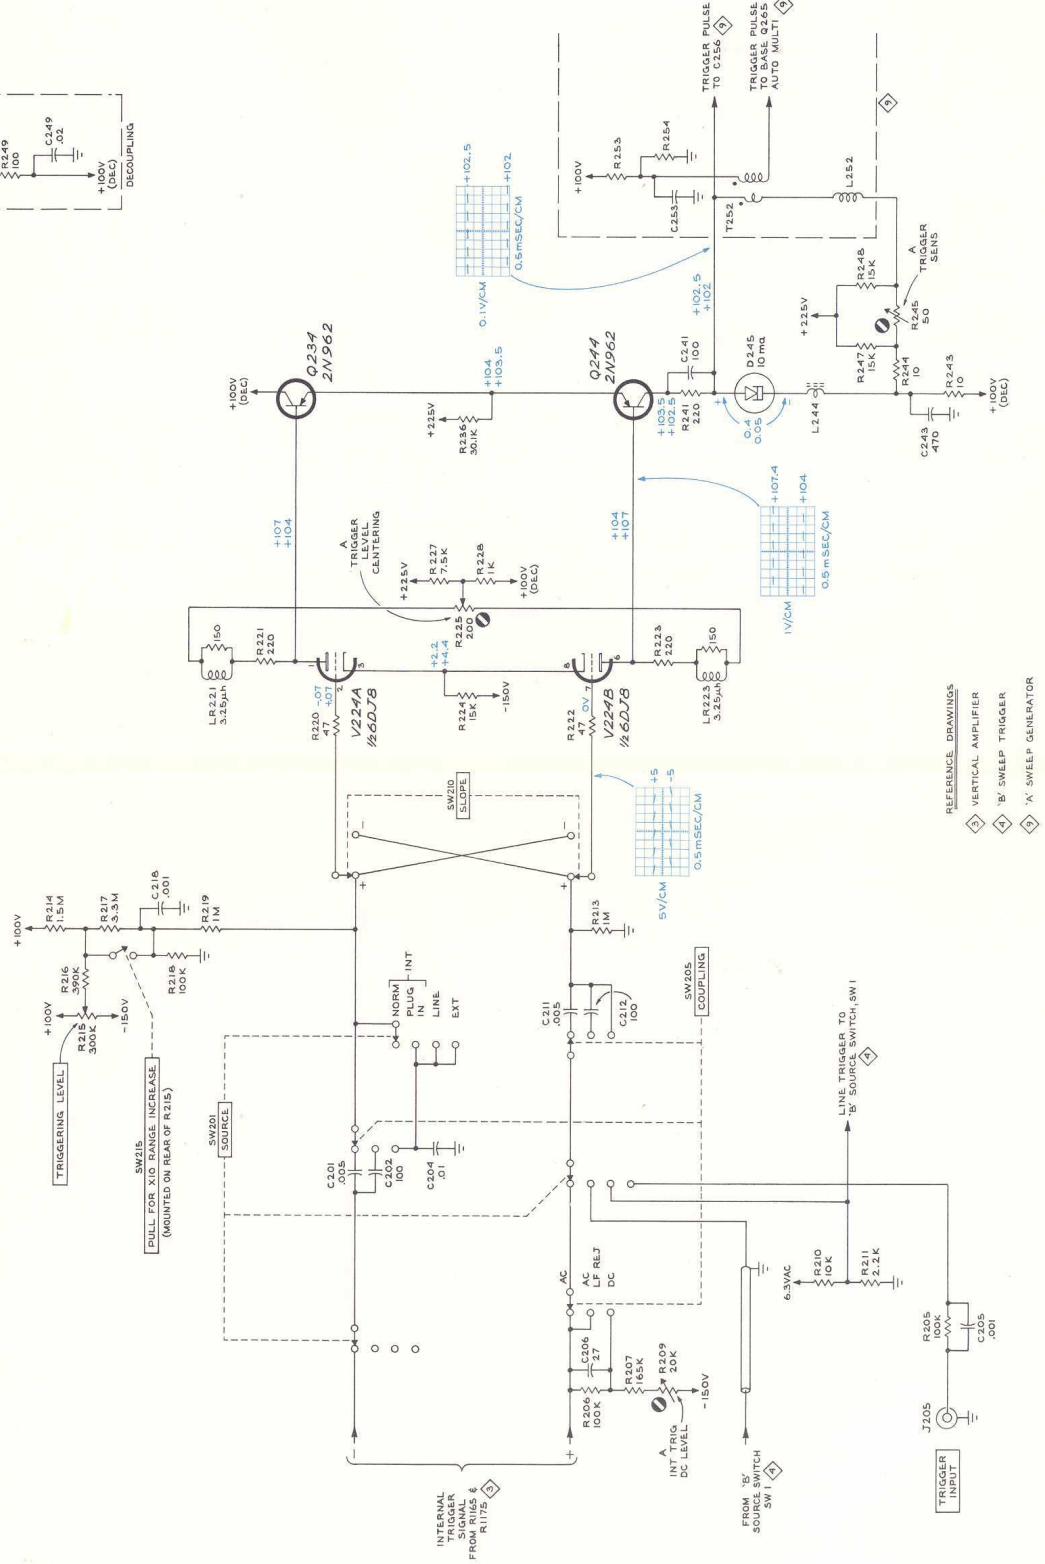 R249
100
C249
.02
+100V
(DEC)
DECOUPLING
TRIGGER PULSE
TO C256 9
TRIGGER PULSE
TO BASE Q265
AUTO MULTI
9
+100V
R253
R254
C253
T252
L252
9
+102.5
+102
0.1V/CM
0.5mSEC/CM
+102.5
+102
+225V
R248
15K
R247
15K
A
TRIGGER
SENS
R245
50
R244
10
R243
10
C243
470
+100V
(DEC)
Q234
2N962
+100V
(DEC)
+104
+103.5
+225V
R236
30.1K
Q244
2N962
C241
100
R241
220
+103.5
+102.5
D245
10 ma
+
-
0.4
0.05
L244
+107
+104
A
TRIGGER
LEVEL
CENTERING
+225V
R227
7.5K
R228
1K
+100V
(DEC)
R225
200
+104
+107
+107.4
+104
1V/CM
0.5mSEC/CM
150
LR221
3.25µh
R221
220
1
2
3
-.07
+.07
R220
47
V224A
½6DJ8
+2.2
+4.4
R224
15K
-150V
8
7
6
0V
R222
47
V224B
½6DJ8
R223
220
150
LR223
3.25µh
SW210
SLOPE
+
-
+
-
+5
-5
5V/CM
0.5mSEC/CM
+100V
R214
1.5M
R217
3.3M
C218
.001
R219
1M
R216
390K
R218
100K
+100V
R215
300K
-150V
TRIGGERING LEVEL
SW215
PULL FOR X10 RANGE INCREASE
(MOUNTED ON REAR OF R215)
SW201
SOURCE
NORM
PLUG
IN
INT
LINE
EXT
C201
.005
C202
100
C204
.01
C211
.005
C212
100
R213
1M
SW205
COUPLING
AC
AC
LF REJ
DC
C206
27
R206
100K
R207
165K
R209
20K
-150V
A
INT TRIG
DC LEVEL
-
+
INTERNAL
TRIGGER
SIGNAL
FROM R1165 &
R1175 3
FROM 'B'
SOURCE SWITCH
SW1 4
LINE TRIGGER TO
'B' SOURCE SWITCH, SW1
4
6.3VAC
R210
10K
R211
2.2K
R205
100K
C205
.001
J205
TRIGGER
INPUT
REFERENCE DRAWINGS
3 VERTICAL AMPLIFIER
4 'B' SWEEP TRIGGER
9 'A' SWEEP GENERATOR